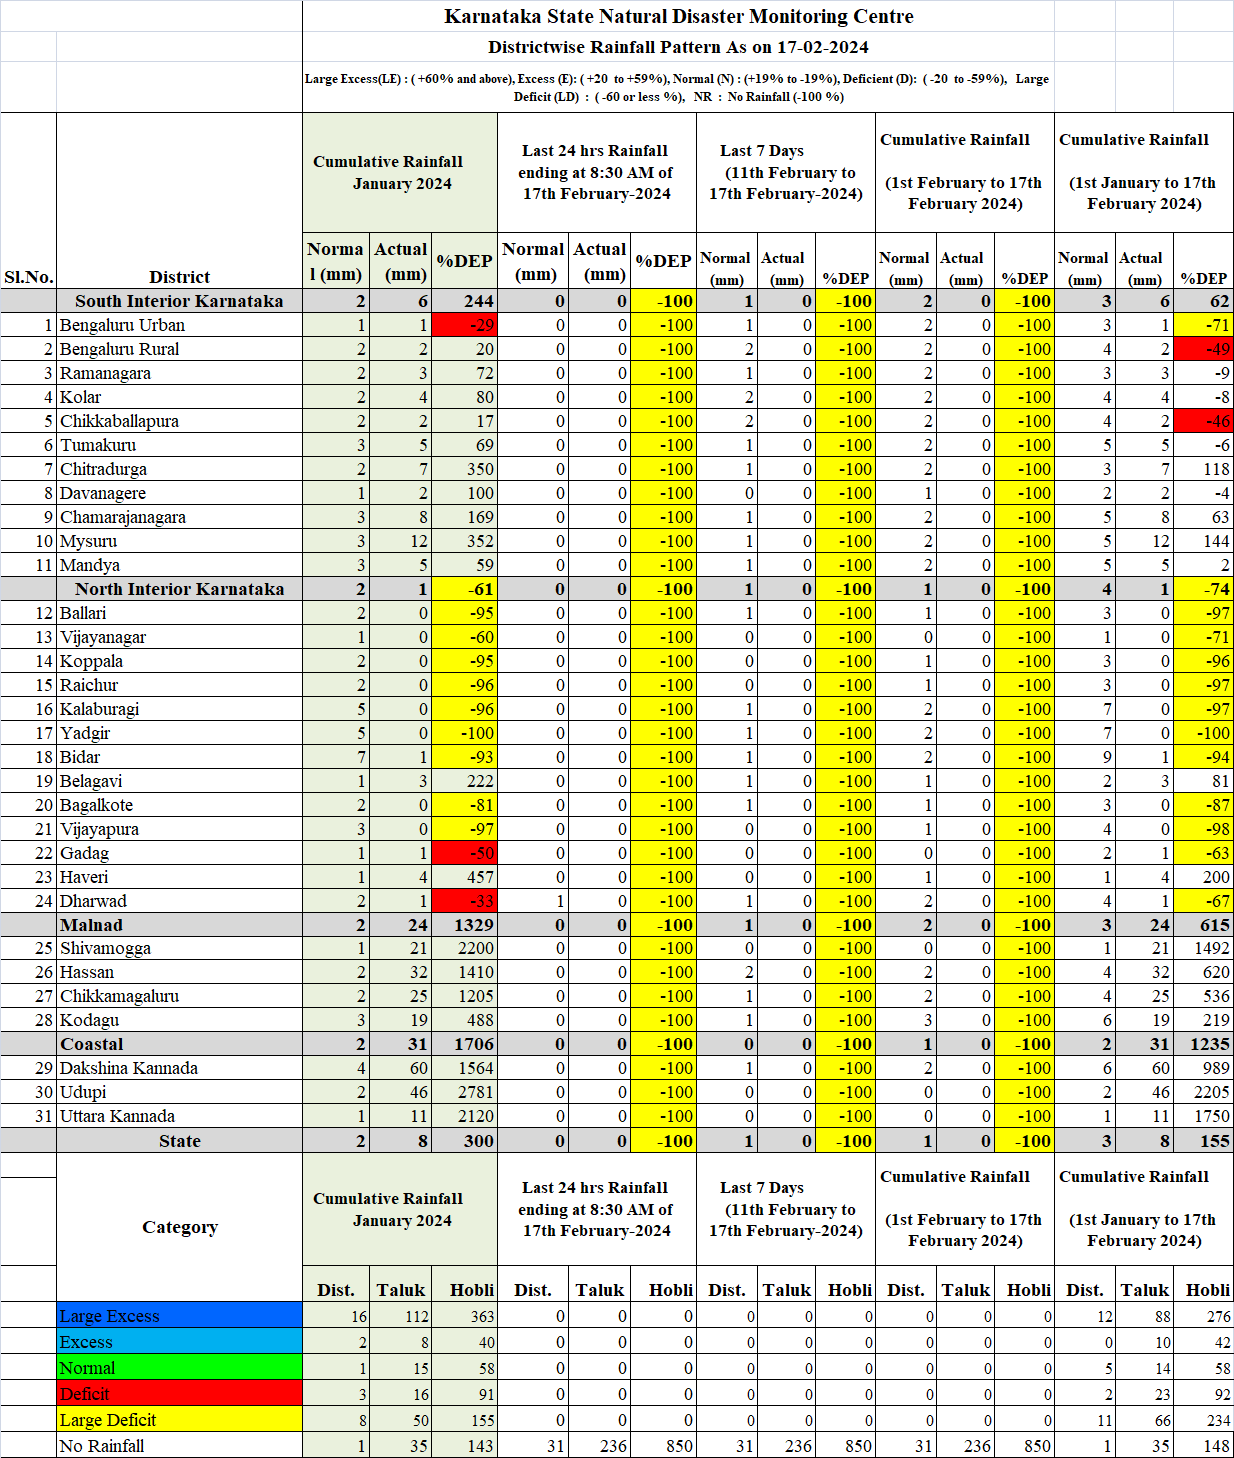 Karnataka State Natural Disaster Monitoring Centre
Districtwise Rainfall Pattern As on 17-02-2024
Large Excess(LE) : ( +60% and above), Excess (E): ( +20 to +59%), Normal (N) : (+19% to -19%), Deficient (D): ( -20 to -59%), Large
Deficit (LD) : ( -60 or less %), NR : No Rainfall (-100 %)
Sl.No. District
Cumulative Rainfall
January 2024
Last 24 hrs Rainfall
ending at 8:30 AM of
17th February-2024
Last 7 Days
(11th February to
17th February-2024)
Cumulative Rainfall
(1st February to 17th
February 2024)
Cumulative Rainfall
(1st January to 17th
February 2024)
Norma Actual %DEP Normal Actual %DEP Normal Actual %DEP Normal Actual %DEP Normal Actual %DEP
l (mm) (mm) (mm) (mm) (mm) (mm) (mm) (mm) (mm) (mm)
South Interior Karnataka 2 6 244 0 0 -100 1 0 -100 2 0 -100 3 6 62
1 Bengaluru Urban 1 1 -29 0 0 -100 1 0 -100 2 0 -100 3 1 -71
2 Bengaluru Rural 2 2 20 0 0 -100 2 0 -100 2 0 -100 4 2 -49
3 Ramanagara 2 3 72 0 0 -100 1 0 -100 2 0 -100 3 3 -9
4 Kolar 2 4 80 0 0 -100 2 0 -100 2 0 -100 4 4 -8
5 Chikkaballapura 2 2 17 0 0 -100 2 0 -100 2 0 -100 4 2 -46
6 Tumakuru 3 5 69 0 0 -100 1 0 -100 2 0 -100 5 5 -6
7 Chitradurga 2 7 350 0 0 -100 1 0 -100 2 0 -100 3 7 118
8 Davanagere 1 2 100 0 0 -100 0 0 -100 1 0 -100 2 2 -4
9 Chamarajanagara 3 8 169 0 0 -100 1 0 -100 2 0 -100 5 8 63
10 Mysuru 3 12 352 0 0 -100 1 0 -100 2 0 -100 5 12 144
11 Mandya 3 5 59 0 0 -100 1 0 -100 2 0 -100 5 5 2
North Interior Karnataka 2 1 -61 0 0 -100 1 0 -100 1 0 -100 4 1 -74
12 Ballari 2 0 -95 0 0 -100 1 0 -100 1 0 -100 3 0 -97
13 Vijayanagar 1 0 -60 0 0 -100 0 0 -100 0 0 -100 1 0 -71
14 Koppala 2 0 -95 0 0 -100 0 0 -100 1 0 -100 3 0 -96
15 Raichur 2 0 -96 0 0 -100 0 0 -100 1 0 -100 3 0 -97
16 Kalaburagi 5 0 -96 0 0 -100 1 0 -100 2 0 -100 7 0 -97
17 Yadgir 5 0 -100 0 0 -100 1 0 -100 2 0 -100 7 0 -100
18 Bidar 7 1 -93 0 0 -100 1 0 -100 2 0 -100 9 1 -94
19 Belagavi 1 3 222 0 0 -100 1 0 -100 1 0 -100 2 3 81
20 Bagalkote 2 0 -81 0 0 -100 1 0 -100 1 0 -100 3 0 -87
21 Vijayapura 3 0 -97 0 0 -100 0 0 -100 1 0 -100 4 0 -98
22 Gadag 1 1 -50 0 0 -100 0 0 -100 0 0 -100 2 1 -63
23 Haveri 1 4 457 0 0 -100 0 0 -100 1 0 -100 1 4 200
24 Dharwad 2 1 -33 1 0 -100 1 0 -100 2 0 -100 4 1 -67
Malnad 2 24 1329 0 0 -100 1 0 -100 2 0 -100 3 24 615
25 Shivamogga 1 21 2200 0 0 -100 0 0 -100 0 0 -100 1 21 1492
26 Hassan 2 32 1410 0 0 -100 2 0 -100 2 0 -100 4 32 620
27 Chikkamagaluru 2 25 1205 0 0 -100 1 0 -100 2 0 -100 4 25 536
28 Kodagu 3 19 488 0 0 -100 1 0 -100 3 0 -100 6 19 219
Coastal 2 31 1706 0 0 -100 0 0 -100 1 0 -100 2 31 1235
29 Dakshina Kannada 4 60 1564 0 0 -100 1 0 -100 2 0 -100 6 60 989
30 Udupi 2 46 2781 0 0 -100 0 0 -100 0 0 -100 2 46 2205
31 Uttara Kannada 1 11 2120 0 0 -100 0 0 -100 0 0 -100 1 11 1750
State 2 8 300 0 0 -100 1 0 -100 1 0 -100 3 8 155
Category
Cumulative Rainfall
January 2024
Last 24 hrs Rainfall
ending at 8:30 AM of
17th February-2024
Last 7 Days
(11th February to
17th February-2024)
Cumulative Rainfall
(1st February to 17th
February 2024)
Cumulative Rainfall
(1st January to 17th
February 2024)
Dist. Taluk Hobli Dist. Taluk Hobli Dist. Taluk Hobli Dist. Taluk Hobli Dist. Taluk Hobli
Large Excess 16 112 363 0 0 0 0 0 0 0 0 0 12 88 276
Excess 2 8 40 0 0 0 0 0 0 0 0 0 0 10 42
Normal 1 15 58 0 0 0 0 0 0 0 0 0 5 14 58
Deficit 3 16 91 0 0 0 0 0 0 0 0 0 2 23 92
Large Deficit 8 50 155 0 0 0 0 0 0 0 0 0 11 66 234
No Rainfall 1 35 143 31 236 850 31 236 850 31 236 850 1 35 148